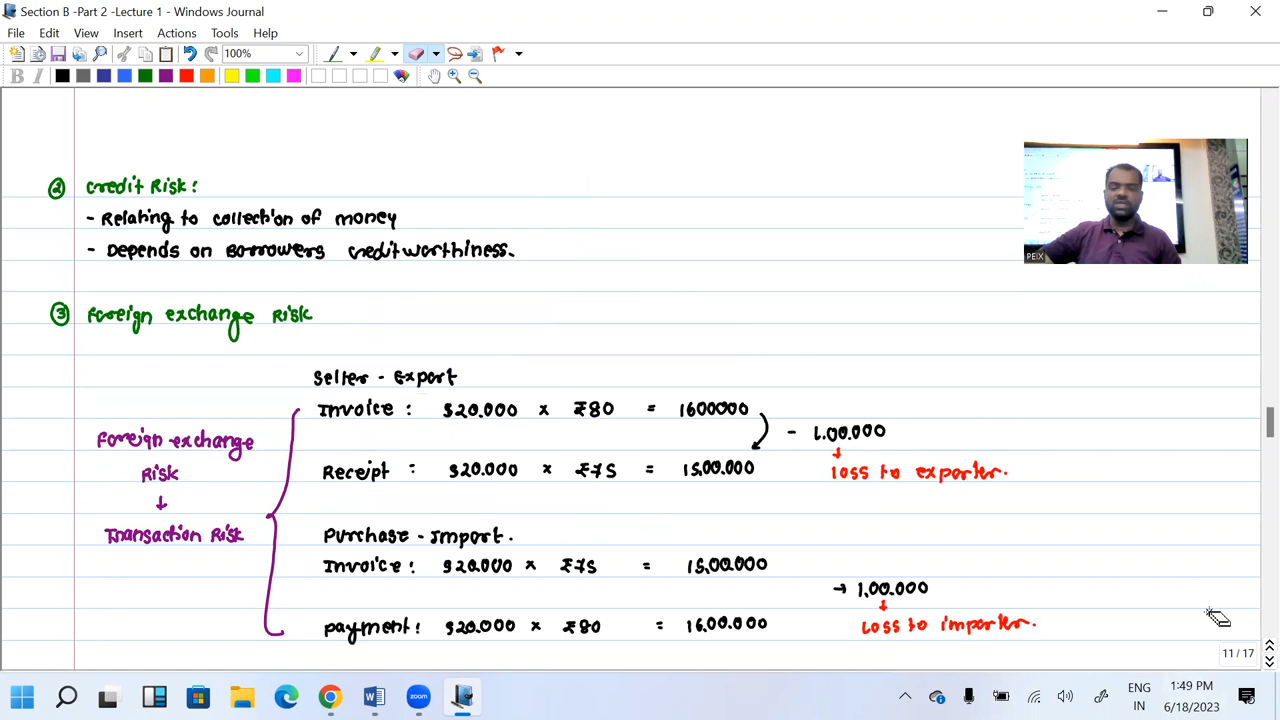 Section B -Part 2 -Lecture 1 - Windows Journal
File Edit View Insert Actions Tools Help
100%
B I
② Credit Risk:
- Relating to collection of money
- Depends on Borrowers creditworthiness.
PEIX
③ Foreign exchange Risk
Seller - Export
Invoice: $20.000 × ₹80 = 1600000
- 1.00.000
Foreign exchange
Risk
↓
Transaction Risk
Receipt : $20.000 × ₹75 = 15,00.000
loss to exporter.
Purchase - Import.
Invoice: $20.000 × ₹75 = 15,00.000
→ 1,00.000
payment: $20.000 × ₹80 = 16,00.000
Loss to importer.
11 / 17
ENG
IN
1:49 PM
6/18/2023
zoom